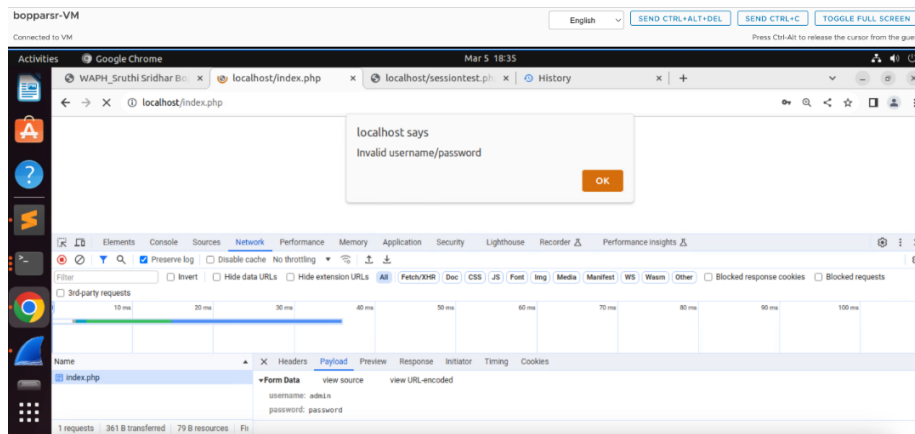 bopparsr-VM
English SEND CTRL+ALT+DEL SEND CTRL+C TOGGLE FULL SCREEN
Connected to VM Press Ctrl-Alt to release the cursor from the gue
Activities Google Chrome Mar 5 18:35
WAPH_Sruthi Sridhar Bo localhost/index.php localhost/sessiontest.ph History
localhost/index.php
localhost says
Invalid username/password
OK
Elements Console Sources Network Performance Memory Application Security Lighthouse Recorder Performance insights
Preserve log Disable cache No throttling
Filter Invert Hide data URLs Hide extension URLs All Fetch/XHR Doc CSS JS Font Img Media Manifest WS Wasm Other Blocked response cookies Blocked requests
3rd-party requests
10 ms 20 ms 30 ms 40 ms 50 ms 60 ms 70 ms 80 ms 90 ms 100 ms
Name Headers Payload Preview Response Initiator Timing Cookies
index.php Form Data view source view URL-encoded
username: admin
password: password
1 requests 361 B transferred 79 B resources Fi